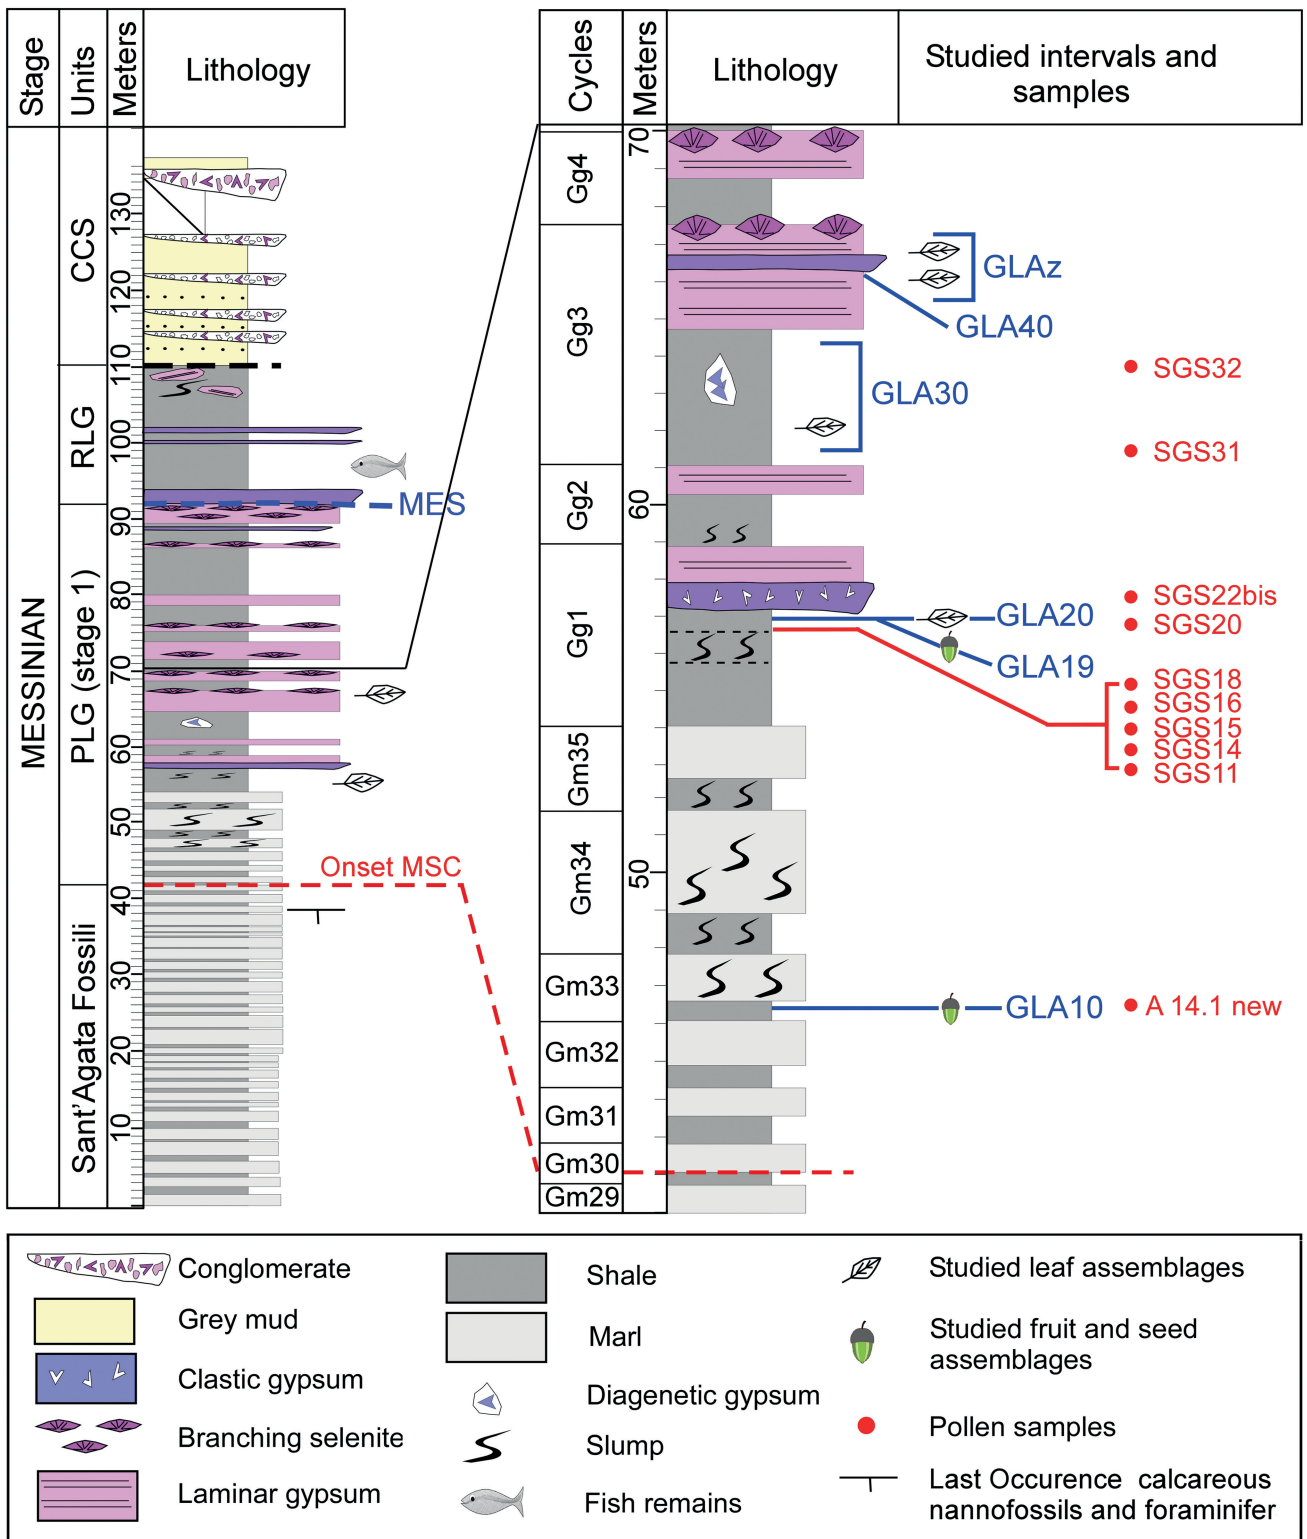 Stage
Units
Meters
Lithology
Cycles
Meters
Lithology
Studied intervals and
samples
MESSINIAN
CCS
RLG
PLG (stage 1)
Sant'Agata Fossili
130
120
110
100
90
80
70
60
50
40
30
20
10
MES
Onset MSC
Gg4
Gg3
Gg2
Gg1
Gm35
Gm34
Gm33
Gm32
Gm31
Gm30
Gm29
70
60
50
GLAz
GLA40
GLA30
GLA20
GLA19
GLA10
SGS32
SGS31
SGS22bis
SGS20
SGS18
SGS16
SGS15
SGS14
SGS11
A 14.1 new
Conglomerate
Grey mud
Clastic gypsum
Branching selenite
Laminar gypsum
Shale
Marl
Diagenetic gypsum
Slump
Fish remains
Studied leaf assemblages
Studied fruit and seed
assemblages
Pollen samples
Last Occurence calcareous
nannofossils and foraminifer